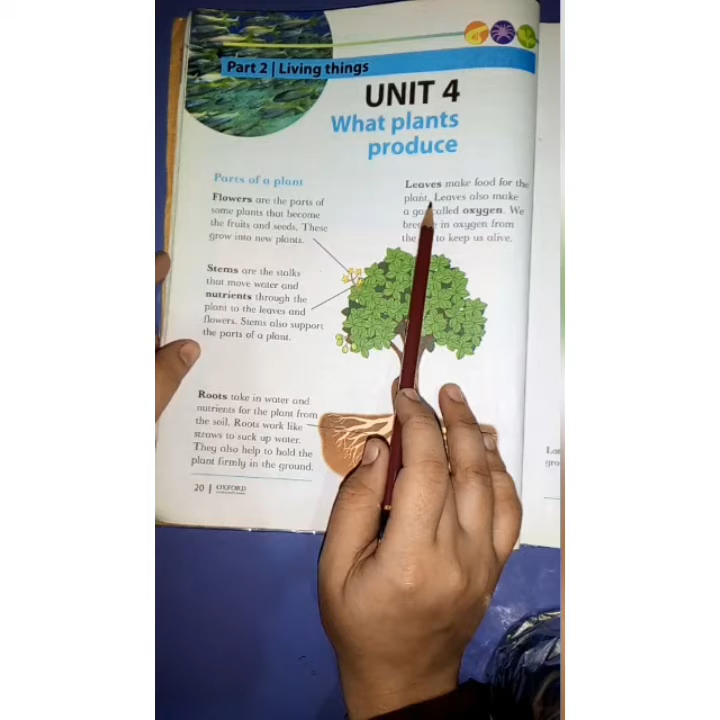 Part 2 | Living things
UNIT 4
What plants
produce
Parts of a plant
Flowers are the parts of
some plants that become
the fruits and seeds. These
grow into new plants.
Stems are the stalks
that move water and
nutrients through the
plant to the leaves and
flowers. Stems also support
the parts of a plant.
Roots take in water and
nutrients for the plant from
the soil. Roots work like
straws to suck up water.
They also help to hold the
plant firmly in the ground.
Leaves make food for the
plant. Leaves also make
a gas called oxygen. We
in oxygen from
the to keep us alive.
20 | OXFORD